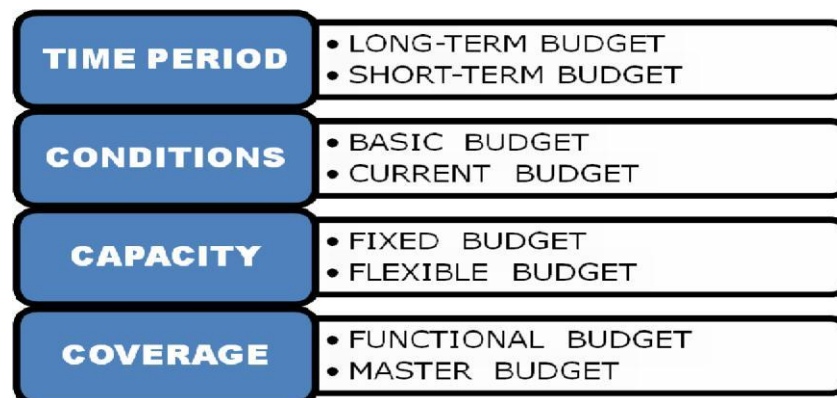 TIME PERIOD
• LONG-TERM BUDGET
• SHORT-TERM BUDGET
CONDITIONS
• BASIC BUDGET
• CURRENT BUDGET
CAPACITY
• FIXED BUDGET
• FLEXIBLE BUDGET
COVERAGE
• FUNCTIONAL BUDGET
• MASTER BUDGET